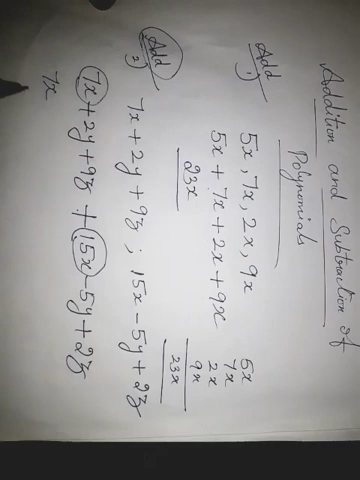 Addition and Subtraction of
Polynomials
Add
1) 5x, 7x, 2x, 9x
5x + 7x + 2x + 9x
23x
5x
7x
2x
9x
23x
Add
2) 7x + 2y + 9z ; 15x - 5y + 2z
7x + 2y + 9z + 15x - 5y + 2z
7x